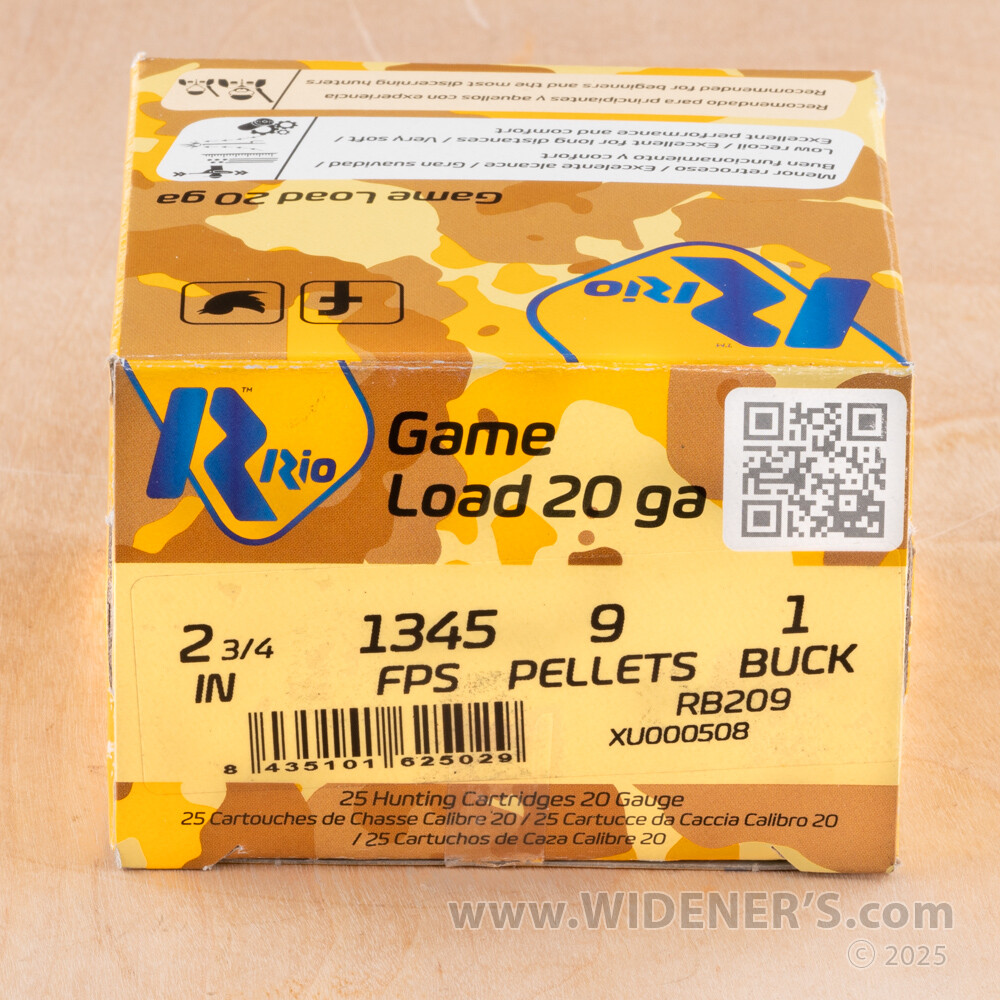 Recomendado para principiantes y aquellos con experiencia
Recommended for beginners and the most discerning hunters
Menor retroceso / Excelente alcance / Gran suavidad /
Buen funcionamiento y confort
Low recoil / Excellent for long distances / Very soft /
Excellent performance and comfort
Game Load 20 ga
Rio
TM
TM
Rio
Game
Load 20 ga
2 3/4
IN
1345
FPS
9
PELLETS
1
BUCK
RB209
XU000508
8 435101 625029
25 Hunting Cartridges 20 Gauge
25 Cartouches de Chasse Calibre 20 / 25 Cartucce da Caccia Calibro 20
/ 25 Cartuchos de Caza Calibre 20
www.WIDENER'S.com
© 2025